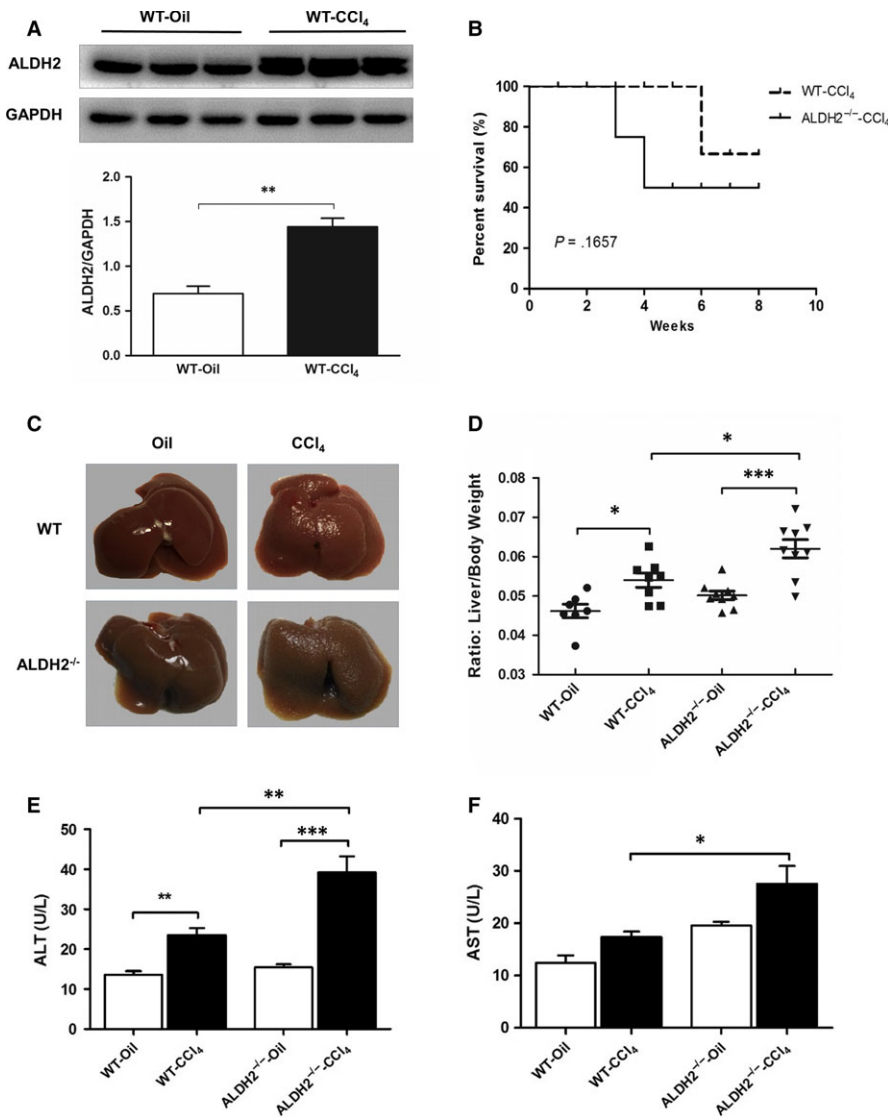 A
WT-Oil WT-CCl₄
ALDH2
GAPDH
2.0
1.5
1.0
0.5
0.0
ALDH2/GAPDH
**
WT-Oil WT-CCl₄
B
100
80
60
40
20
0
Percent survival (%)
WT-CCl₄
ALDH2⁻/⁻-CCl₄
P = .1657
0 2 4 6 8 10
Weeks
C
Oil CCl₄
WT
ALDH2⁻/⁻
D
0.08
0.07
0.06
0.05
0.04
0.03
Ratio: Liver/Body Weight
*
***
*
WT-Oil
WT-CCl₄
ALDH2⁻/⁻-Oil
ALDH2⁻/⁻-CCl₄
E
50
40
30
20
10
0
ALT (U/L)
**
***
**
WT-Oil
WT-CCl₄
ALDH2⁻/⁻-Oil
ALDH2⁻/⁻-CCl₄
F
40
30
20
10
0
AST (U/L)
*
WT-Oil
WT-CCl₄
ALDH2⁻/⁻-Oil
ALDH2⁻/⁻-CCl₄